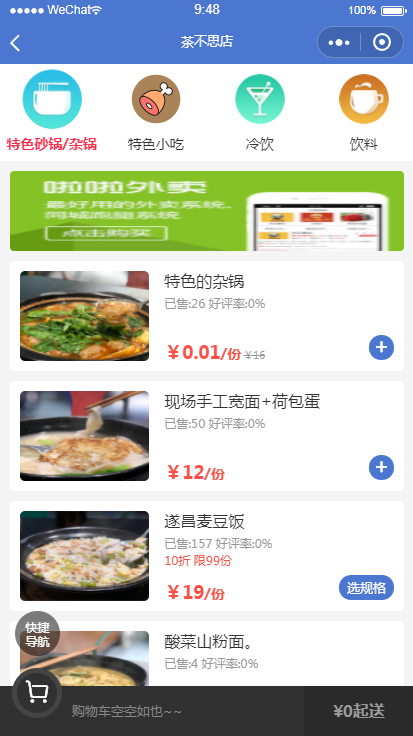 ●●●●● WeChat 9:48 100%
茶不思店
特色砂锅/杂锅 特色小吃 冷饮 饮料
啦啦外卖
最好用的外卖系统、
同城跑腿系统
点击购买
特色的杂锅
已售:26 好评率:0%
¥0.01/份 ¥16
现场手工宽面+荷包蛋
已售:50 好评率:0%
¥12/份
遂昌麦豆饭
已售:157 好评率:0%
10折 限99份
¥19/份 选规格
快捷
导航
酸菜山粉面。
已售:4 好评率:0%
购物车空空如也~~ ¥0起送